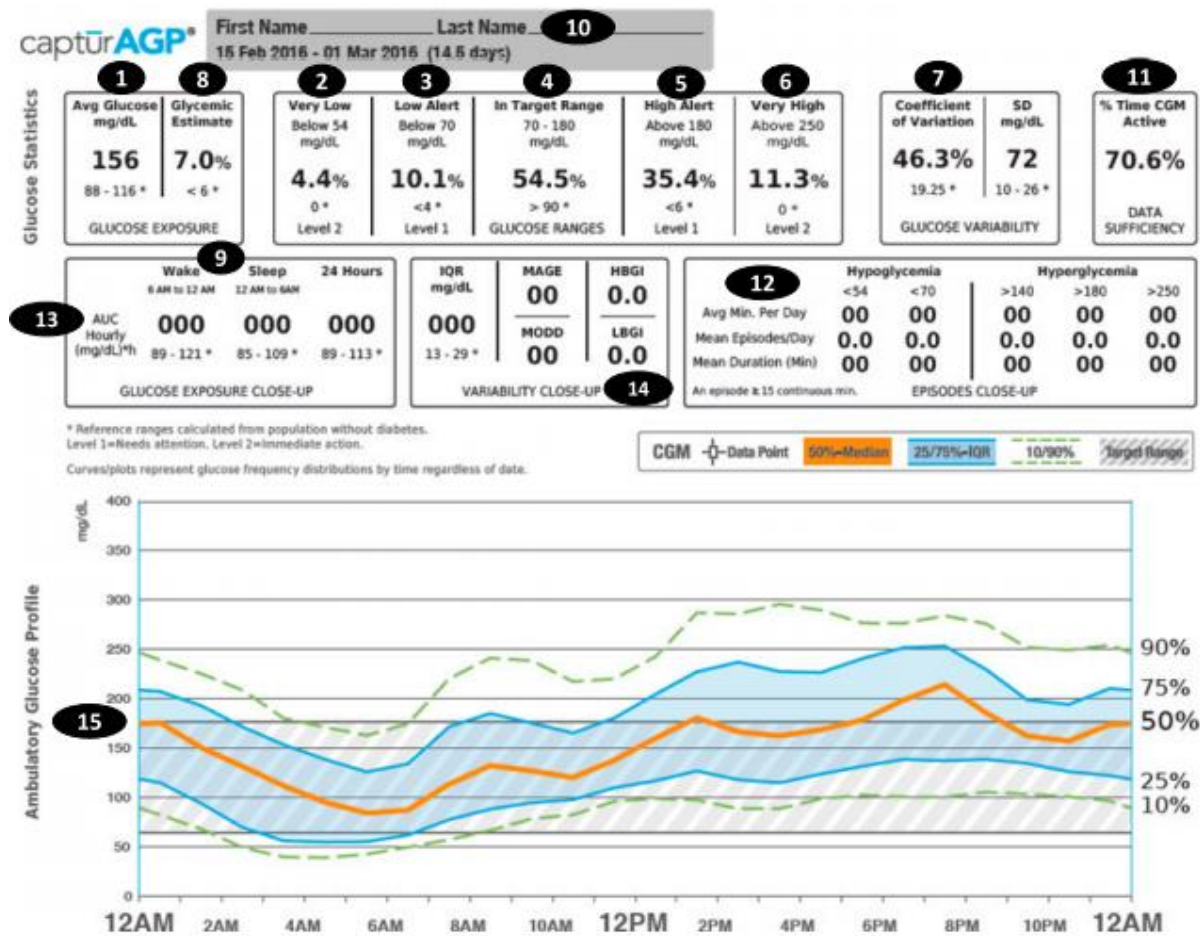 captūrAGP®
First Name Last Name 10
15 Feb 2016 - 01 Mar 2016 (14.5 days)
Glucose Statistics
1 8 2 3 4 5 6 7 11
Avg Glucose
mg/dL
156
88 - 116 *
Glycemic
Estimate
7.0%
< 6 *
GLUCOSE EXPOSURE
Very Low
Below 54
mg/dL
4.4%
0 *
Level 2
Low Alert
Below 70
mg/dL
10.1%
<4 *
Level 1
In Target Range
70 - 180
mg/dL
54.5%
> 90 *
GLUCOSE RANGES
High Alert
Above 180
mg/dL
35.4%
<6 *
Level 1
Very High
Above 250
mg/dL
11.3%
0 *
Level 2
Coefficient
of Variation
46.3%
19.25 *
SD
mg/dL
72
10 - 26 *
GLUCOSE VARIABILITY
% Time CGM
Active
70.6%
DATA
SUFFICIENCY
9
13
Wake Sleep 24 Hours
6 AM to 12 AM 12 AM to 6AM
AUC
Hourly
(mg/dL)*h
000 000 000
89 - 121 * 85 - 109 * 89 - 113 *
GLUCOSE EXPOSURE CLOSE-UP
IQR
mg/dL
000
13 - 29 *
MAGE
00
MODD
00
HBGI
0.0
LBGI
0.0
VARIABILITY CLOSE-UP 14
12
Hypoglycemia Hyperglycemia
<54 <70 >140 >180 >250
Avg Min. Per Day 00 00 00 00 00
Mean Episodes/Day 0.0 0.0 0.0 0.0 0.0
Mean Duration (Min) 00 00 00 00 00
An episode ≥ 15 continuous min. EPISODES CLOSE-UP
* Reference ranges calculated from population without diabetes.
Level 1=Needs attention. Level 2=Immediate action.
Curves/plots represent glucose frequency distributions by time regardless of date.
CGM Data Point 50%-Median 25/75%-IQR 10/90% Target Range
Ambulatory Glucose Profile
mg/dL
400
350
300
250
200
15
150
100
50
0
90%
75%
50%
25%
10%
12AM 2AM 4AM 6AM 8AM 10AM 12PM 2PM 4PM 6PM 8PM 10PM 12AM